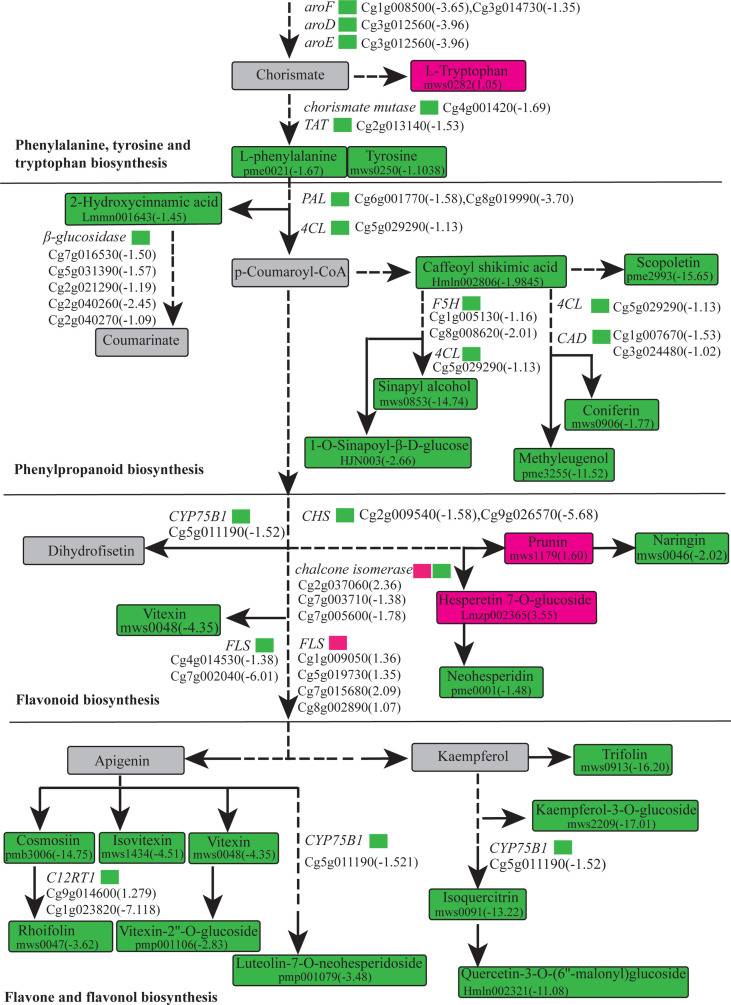 aroF Cg1g008500(-3.65),Cg3g014730(-1.35)
aroD Cg3g012560(-3.96)
aroE Cg3g012560(-3.96)
Chorismate
L-Tryptophan
mws0282(1.05)
chorismate mutase Cg4g001420(-1.69)
TAT Cg2g013140(-1.53)
Phenylalanine, tyrosine and
tryptophan biosynthesis
L-phenylalanine
pme0021(-1.67)
Tyrosine
mws0250(-1.1038)
PAL Cg6g001770(-1.58),Cg8g019990(-3.70)
4CL Cg5g029290(-1.13)
2-Hydroxycinnamic acid
Lmmn001643(-1.45)
β-glucosidase
Cg7g016530(-1.50)
Cg5g031390(-1.57)
Cg2g021290(-1.19)
Cg2g040260(-2.45)
Cg2g040270(-1.09)
Coumarinate
p-Coumaroyl-CoA
Caffeoyl shikimic acid
Hmln002806(-1.9845)
Scopoletin
pme2993(-15.65)
F5H
Cg1g005130(-1.16)
Cg8g008620(-2.01)
4CL
Cg5g029290(-1.13)
4CL Cg5g029290(-1.13)
CAD Cg1g007670(-1.53)
Cg3g024480(-1.02)
Sinapyl alcohol
mws0853(-14.74)
Coniferin
mws0906(-1.77)
1-O-Sinapoyl-β-D-glucose
HJN003(-2.66)
Methyleugenol
pme3255(-11.52)
Phenylpropanoid biosynthesis
CYP75B1
Cg5g011190(-1.52)
CHS Cg2g009540(-1.58),Cg9g026570(-5.68)
Dihydrofisetin
Prunin
mws1179(1.60)
Naringin
mws0046(-2.02)
chalcone isomerase
Cg2g037060(2.36)
Cg7g003710(-1.38)
Cg7g005600(-1.78)
Hesperetin 7-O-glucoside
Lmzp002365(3.55)
Vitexin
mws0048(-4.35)
FLS
Cg4g014530(-1.38)
Cg7g002040(-6.01)
FLS
Cg1g009050(1.36)
Cg5g019730(1.35)
Cg7g015680(2.09)
Cg8g002890(1.07)
Neohesperidin
pme0001(-1.48)
Flavonoid biosynthesis
Apigenin
Kaempferol
Trifolin
mws0913(-16.20)
Kaempferol-3-O-glucoside
mws2209(-17.01)
Cosmosiin
pmb3006(-14.75)
Isovitexin
mws1434(-4.51)
Vitexin
mws0048(-4.35)
CYP75B1
Cg5g011190(-1.521)
CYP75B1
Cg5g011190(-1.52)
C12RT1
Cg9g014600(1.279)
Cg1g023820(-7.118)
Isoquercitrin
mws0091(-13.22)
Rhoifolin
mws0047(-3.62)
Vitexin-2"-O-glucoside
pmp001106(-2.83)
Luteolin-7-O-neohesperidoside
pmp001079(-3.48)
Quercetin-3-O-(6"-malonyl)glucoside
Hmln002321(-11.08)
Flavone and flavonol biosynthesis